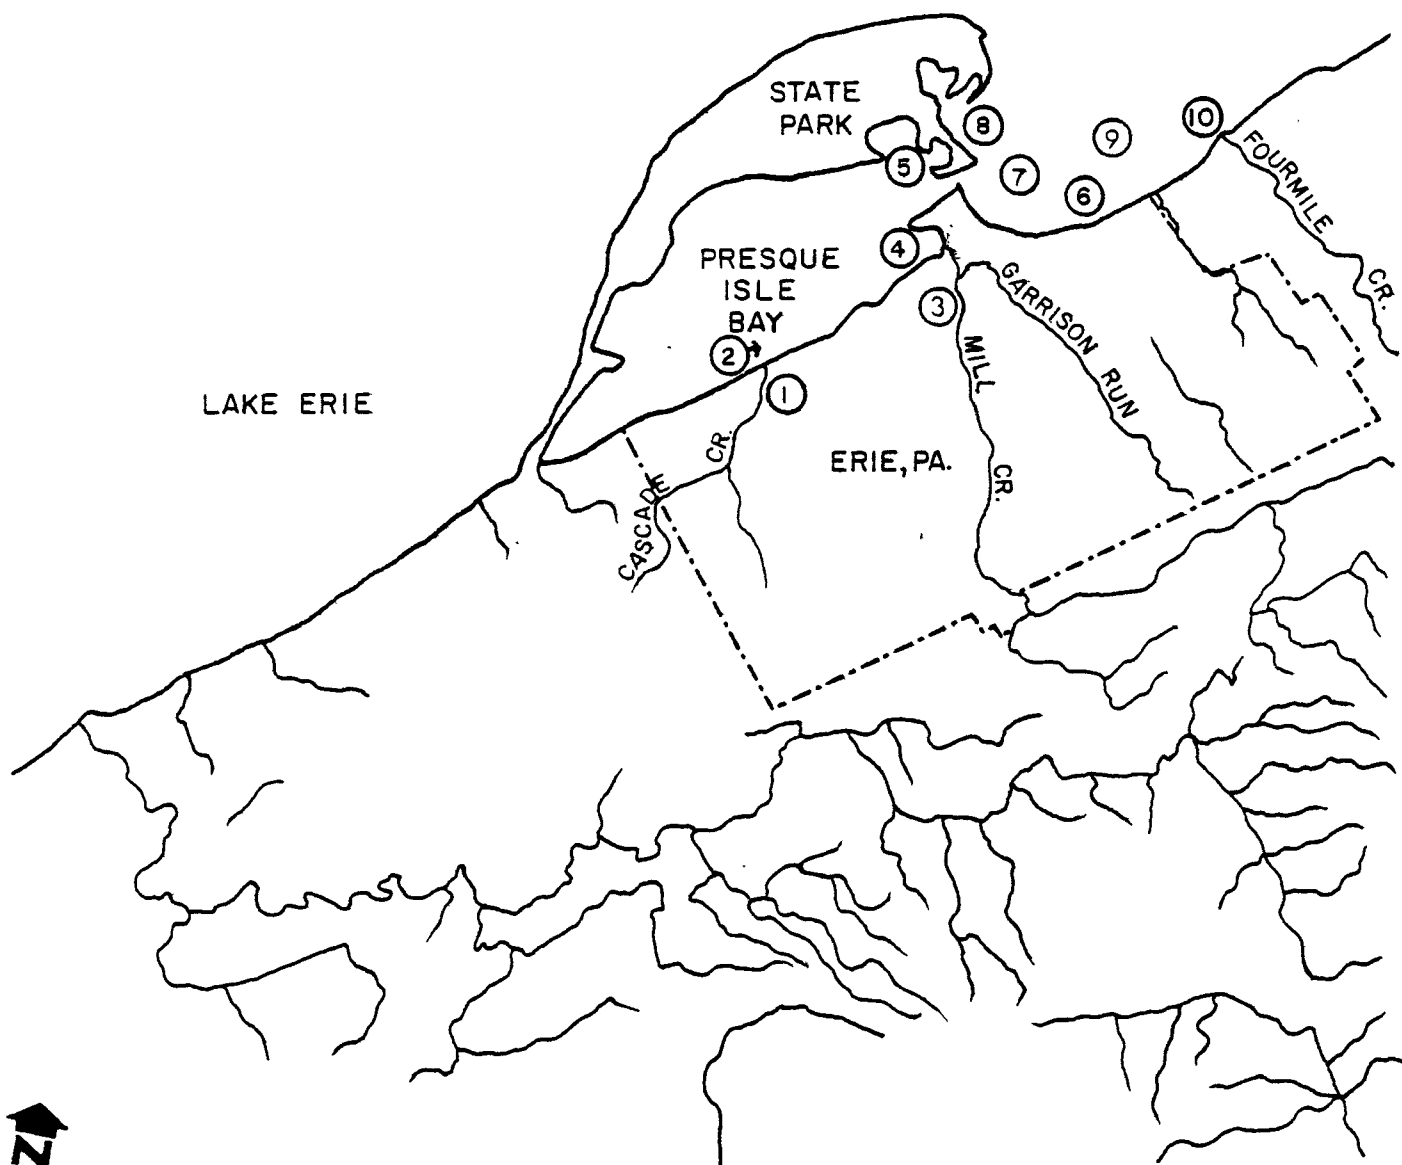 STATE
PARK
8
9
10
5
7
6
FOURMILE CR.
4
PRESQUE
ISLE
BAY
GARRISON RUN
3
2
1
MILL CR.
LAKE ERIE
CASCADE CR.
ERIE, PA.
N